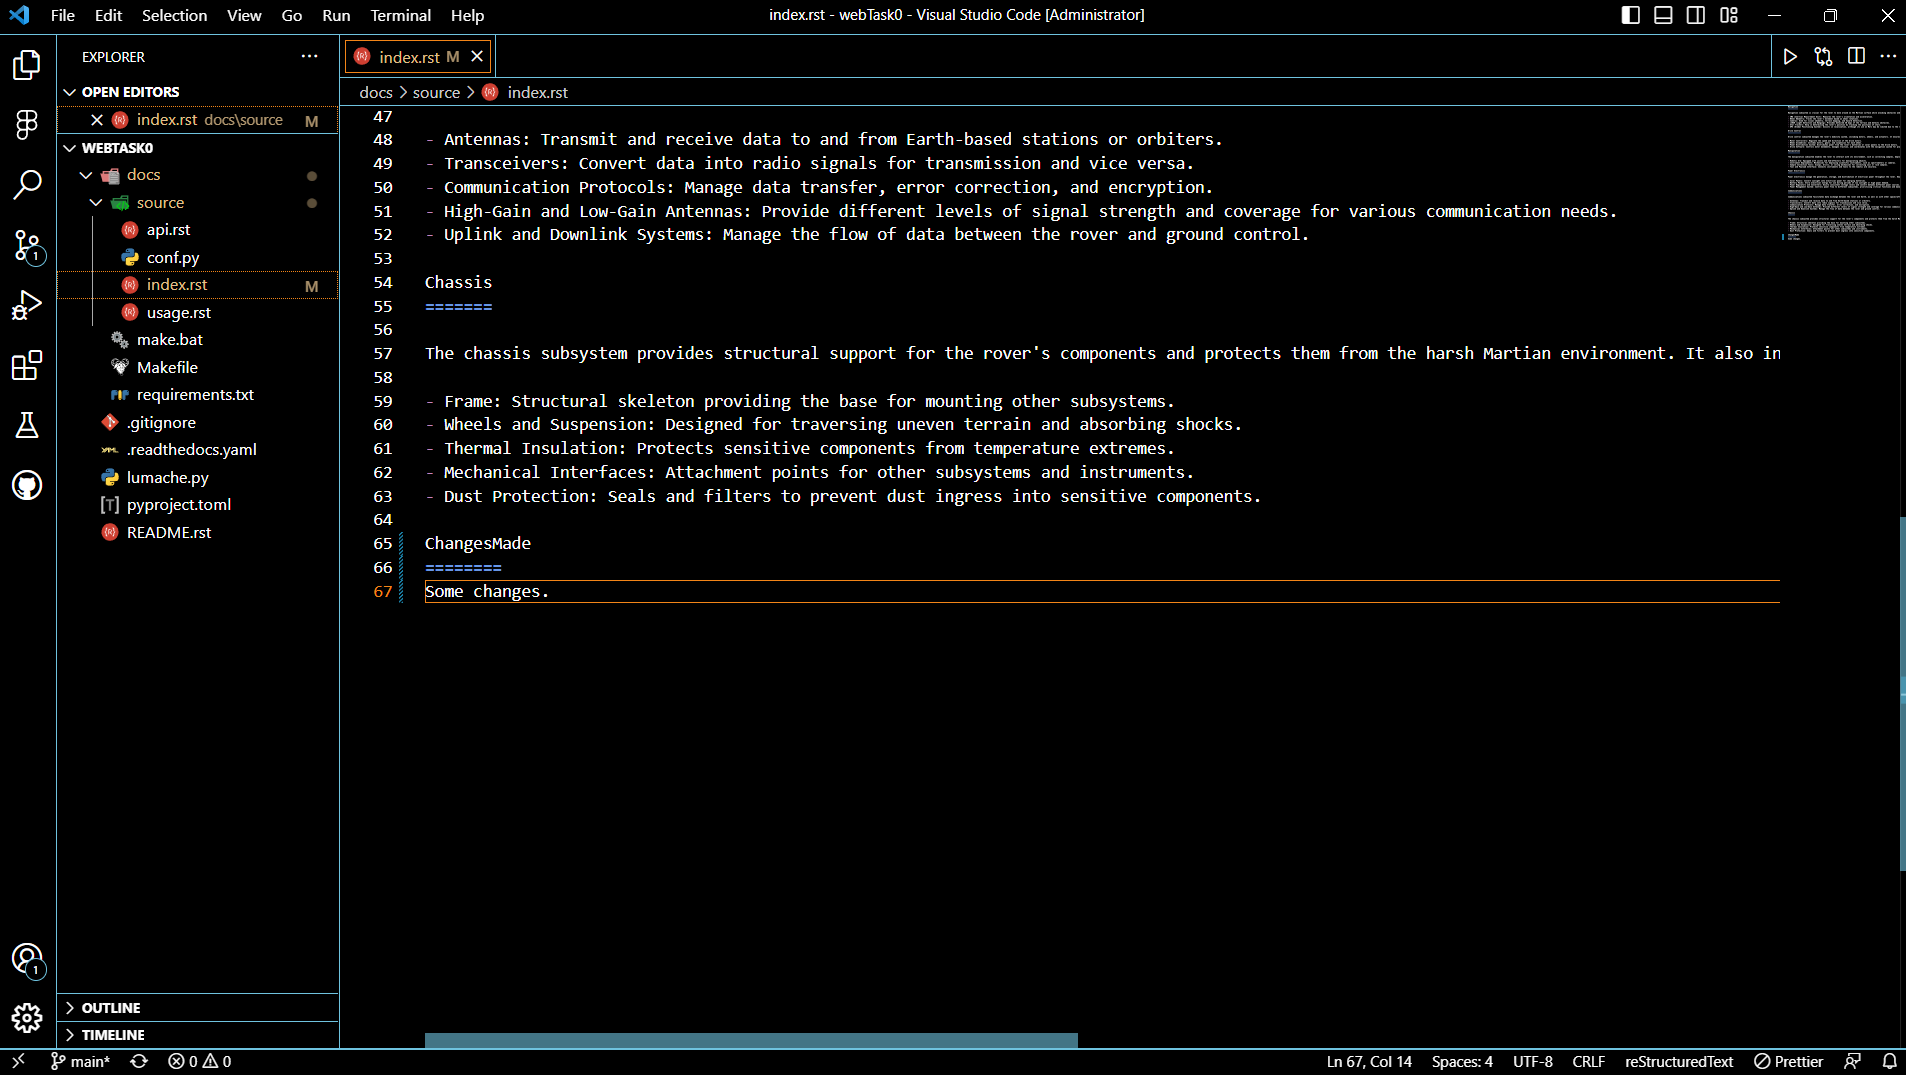 File Edit Selection View Go Run Terminal Help
index.rst - webTask0 - Visual Studio Code [Administrator]
EXPLORER
OPEN EDITORS
index.rst docs\source M
WEBTASK0
docs
source
api.rst
conf.py
index.rst M
usage.rst
make.bat
Makefile
requirements.txt
.gitignore
.readthedocs.yaml
lumache.py
pyproject.toml
README.rst
OUTLINE
TIMELINE
1
1
index.rst M
docs > source > index.rst
47
48 - Antennas: Transmit and receive data to and from Earth-based stations or orbiters.
49 - Transceivers: Convert data into radio signals for transmission and vice versa.
50 - Communication Protocols: Manage data transfer, error correction, and encryption.
51 - High-Gain and Low-Gain Antennas: Provide different levels of signal strength and coverage for various communication needs.
52 - Uplink and Downlink Systems: Manage the flow of data between the rover and ground control.
53
54 Chassis
55 =======
56
57 The chassis subsystem provides structural support for the rover's components and protects them from the harsh Martian environment. It also in
58
59 - Frame: Structural skeleton providing the base for mounting other subsystems.
60 - Wheels and Suspension: Designed for traversing uneven terrain and absorbing shocks.
61 - Thermal Insulation: Protects sensitive components from temperature extremes.
62 - Mechanical Interfaces: Attachment points for other subsystems and instruments.
63 - Dust Protection: Seals and filters to prevent dust ingress into sensitive components.
64
65 ChangesMade
66 ========
67 Some changes.
main* 0 0
Ln 67, Col 14 Spaces: 4 UTF-8 CRLF reStructuredText Prettier